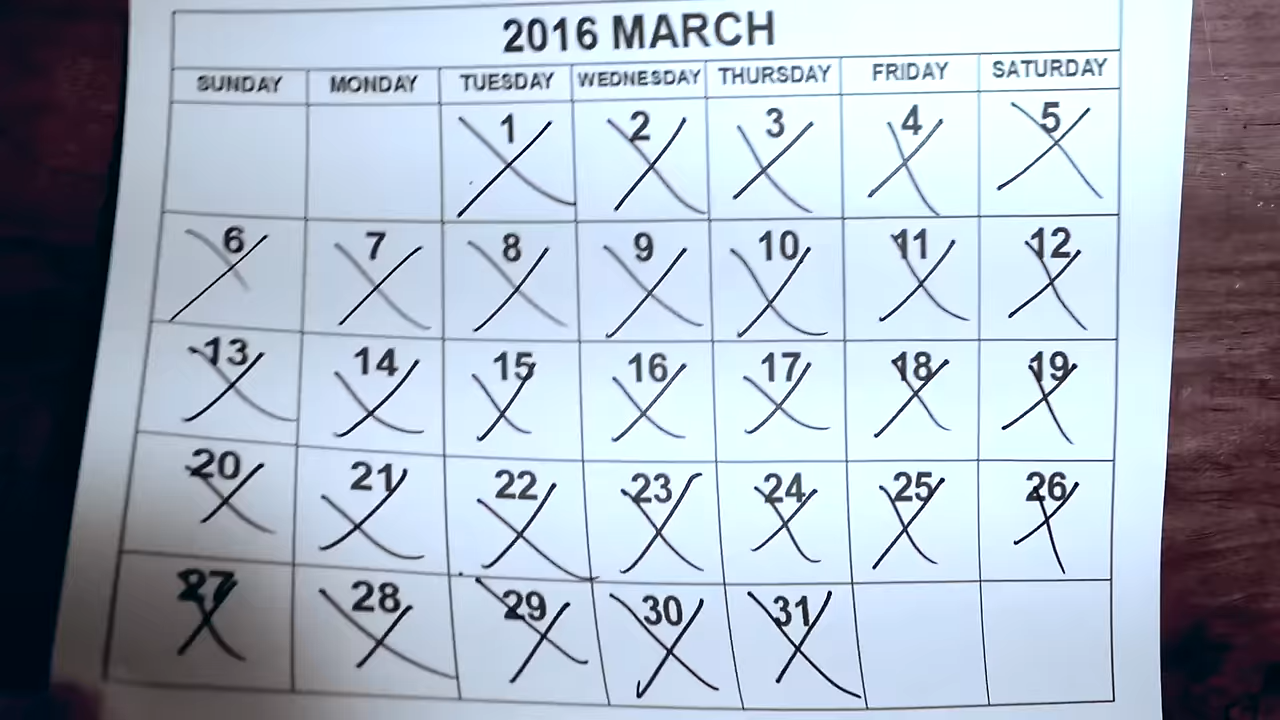 2016 MARCH
SUNDAY MONDAY TUESDAY WEDNESDAY THURSDAY FRIDAY SATURDAY
1 2 3 4 5
6 7 8 9 10 11 12
13 14 15 16 17 18 19
20 21 22 23 24 25 26
27 28 29 30 31